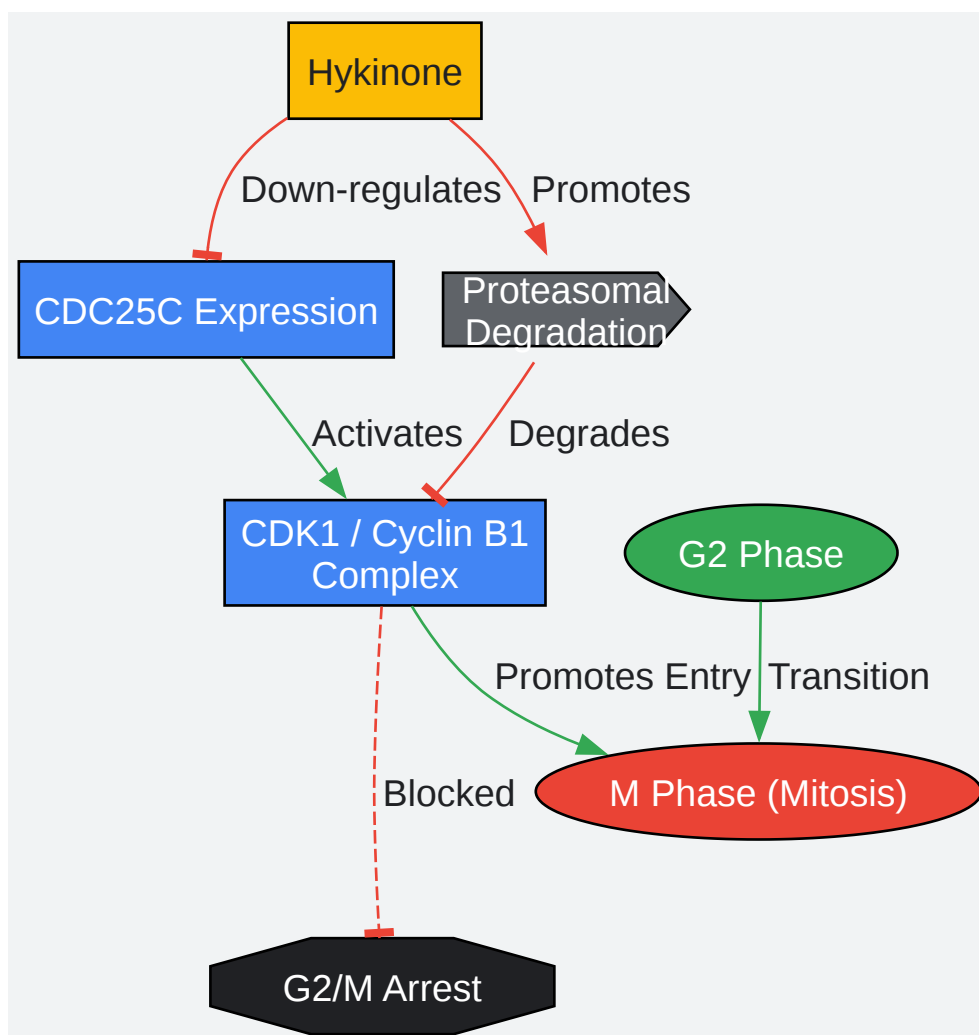 Hykinone
Down-regulates
Promotes
CDC25C Expression
Proteasomal
Degradation
Activates
Degrades
CDK1 / Cyclin B1
Complex
G2 Phase
Promotes Entry
Transition
M Phase (Mitosis)
Blocked
G2/M Arrest